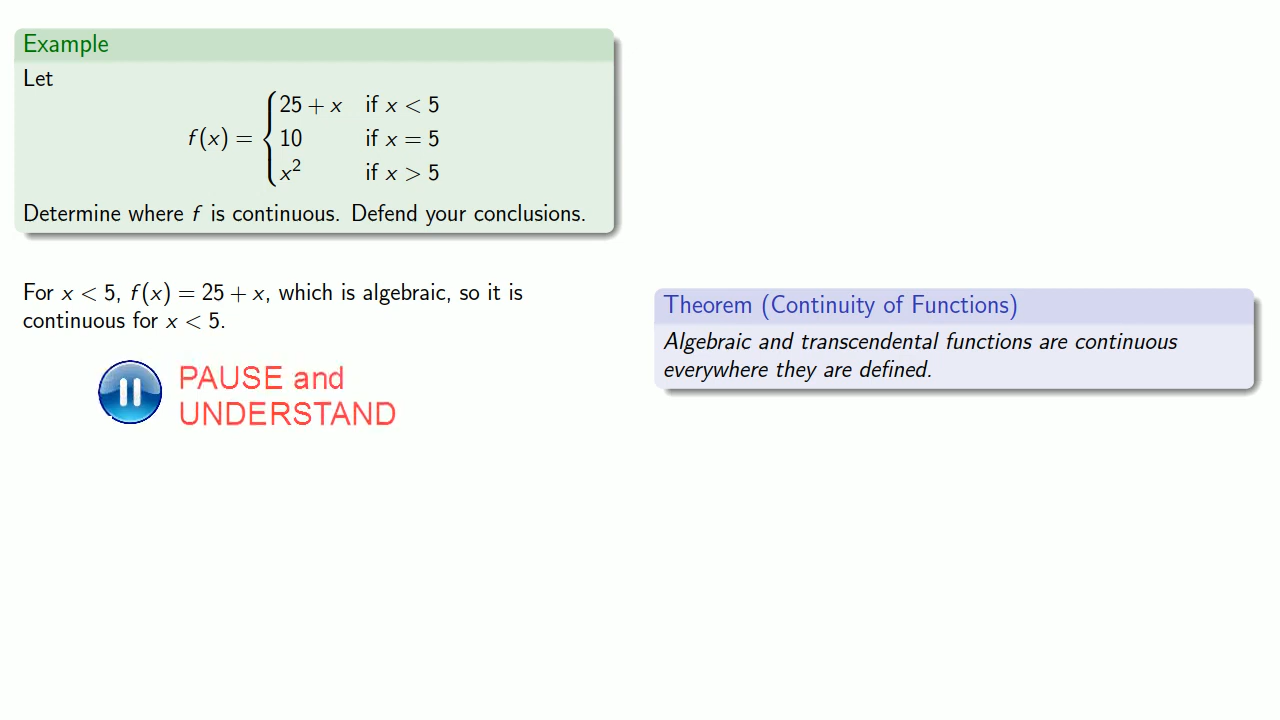 Example
Let
f(x) = { 25 + x if x < 5
10 if x = 5
x² if x > 5
Determine where f is continuous. Defend your conclusions.
For x < 5, f(x) = 25 + x, which is algebraic, so it is
continuous for x < 5.
PAUSE and
UNDERSTAND
Theorem (Continuity of Functions)
Algebraic and transcendental functions are continuous
everywhere they are defined.